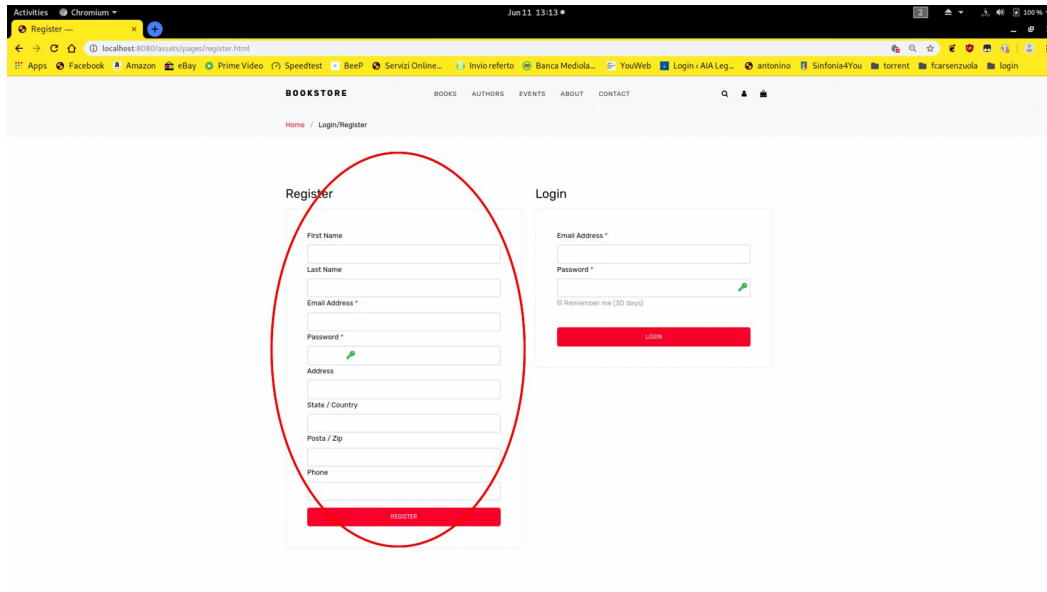 Activities Chromium Jun 11 13:13 2 100 %
Register —
localhost:8080/assets/pages/register.html
Apps Facebook Amazon eBay Prime Video Speedtest BeeP Servizi Online... Invio referto Banca Mediola... YouWeb Login ‹ AIA Leg... antonino Sinfonia4You torrent fcarsenzuola login
BOOKSTORE BOOKS AUTHORS EVENTS ABOUT CONTACT
Home / Login/Register
Register
First Name
Last Name
Email Address *
Password *
Address
State / Country
Posta / Zip
Phone
REGISTER
Login
Email Address *
Password *
Remember me (30 days)
LOGIN